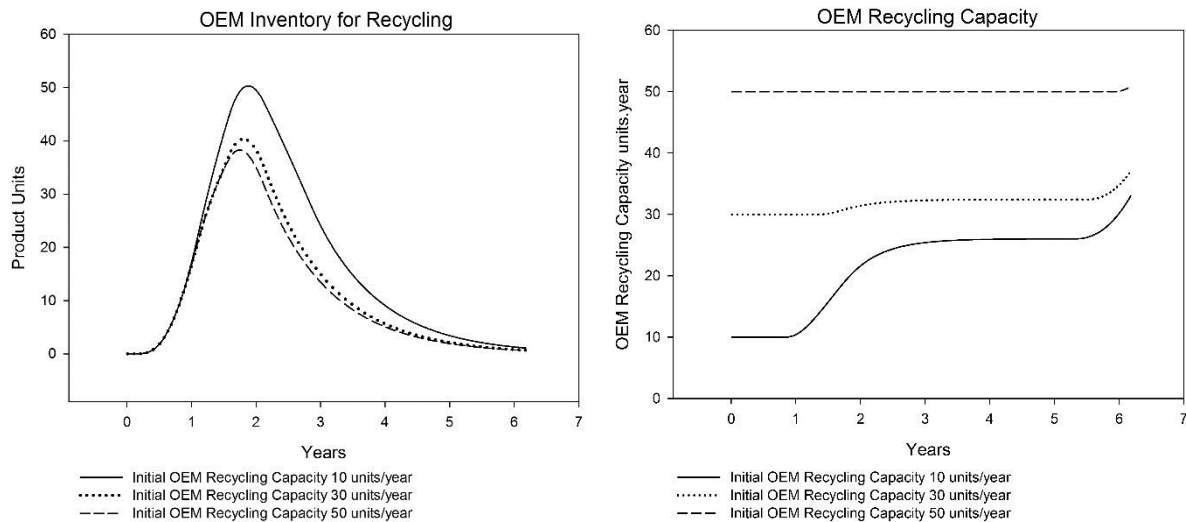 OEM Inventory for Recycling
60
50
40
30
20
10
0
Product Units
0 1 2 3 4 5 6 7
Years
Initial OEM Recycling Capacity 10 units/year
Initial OEM Recycling Capacity 30 units/year
Initial OEM Recycling Capacity 50 units/year
OEM Recycling Capacity
60
50
40
30
20
10
0
OEM Recycling Capacity units.year
0 1 2 3 4 5 6 7
Years
Initial OEM Recycling Capacity 10 units/year
Initial OEM Recycling Capacity 30 units/year
Initial OEM Recycling Capacity 50 units/year